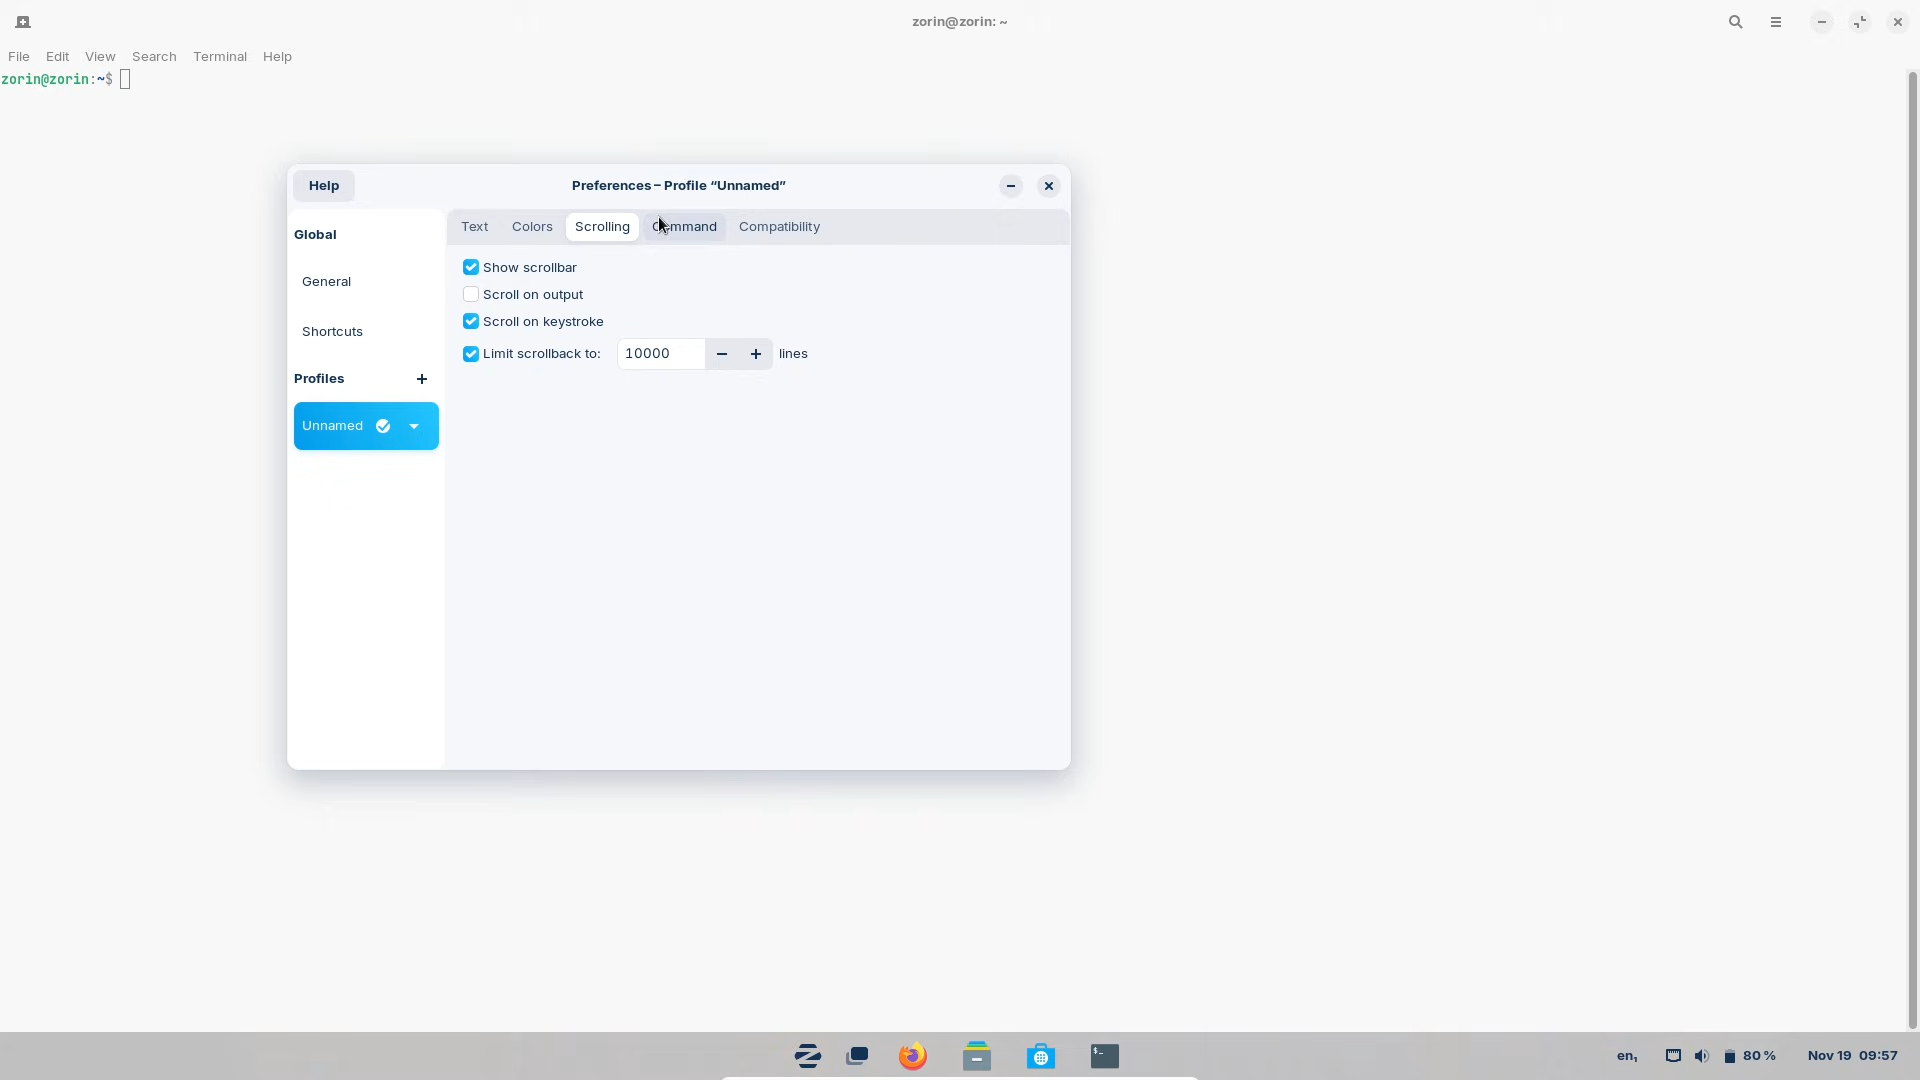 zorin@zorin: ~
File Edit View Search Terminal Help
zorin@zorin:~$
Help
Preferences – Profile “Unnamed”
Global
General
Shortcuts
Profiles
Unnamed
Text Colors Scrolling Command Compatibility
Show scrollbar
Scroll on output
Scroll on keystroke
Limit scrollback to: 10000 lines
en₁ 80 % Nov 19 09:57